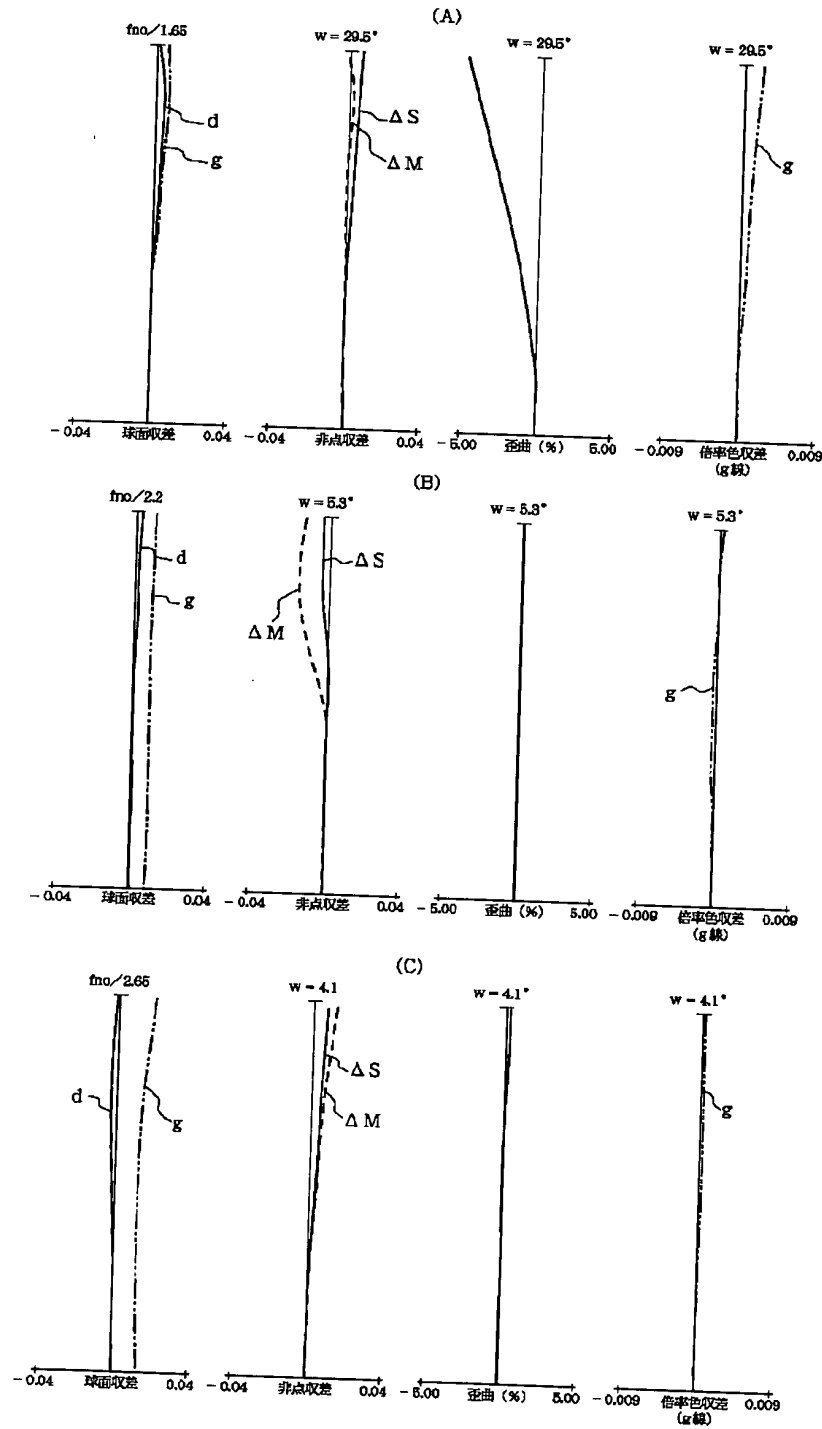 (A)
fno/1.65
w = 29.5°
w = 29.5°
w = 29.5°
d
g
ΔS
ΔM
g
-0.04
球面収差
0.04
-0.04
非点収差
0.04
-5.00
歪曲 (%)
5.00
-0.009
倍率色収差
(g線)
0.009
(B)
fno/2.2
w = 5.3°
w = 5.3°
w = 5.3°
d
g
ΔS
ΔM
g
-0.04
球面収差
0.04
-0.04
非点収差
0.04
-5.00
歪曲 (%)
5.00
-0.009
倍率色収差
(g線)
0.009
(C)
fno/2.65
w = 4.1
w = 4.1°
w = 4.1°
d
g
ΔS
ΔM
g
-0.04
球面収差
0.04
-0.04
非点収差
0.04
-5.00
歪曲 (%)
5.00
-0.009
倍率色収差
(g線)
0.009